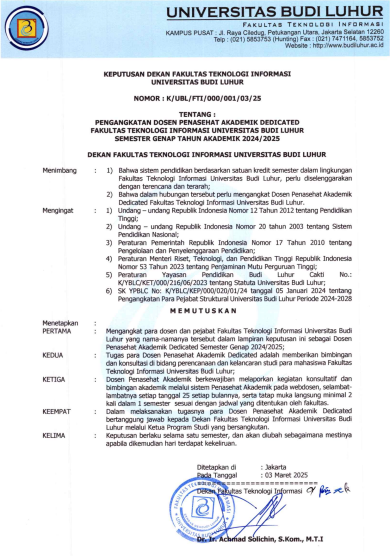 UNIVERSITAS BUDI LUHUR
FAKULTAS TEKNOLOGI INFORMASI
KAMPUS PUSAT : Jl. Raya Ciledug, Petukangan Utara, Jakarta Selatan 12260
Telp : (021) 5853753 (Hunting) Fax : (021) 7471164, 5853752
Website : http://www.budiluhur.ac.id
KEPUTUSAN DEKAN FAKULTAS TEKNOLOGI INFORMASI
UNIVERSITAS BUDI LUHUR
NOMOR : K/UBL/FTI/000/001/03/25
TENTANG :
PENGANGKATAN DOSEN PENASEHAT AKADEMIK DEDICATED
FAKULTAS TEKNOLOGI INFORMASI UNIVERSITAS BUDI LUHUR
SEMESTER GENAP TAHUN AKADEMIK 2024/2025
DEKAN FAKULTAS TEKNOLOGI INFORMASI UNIVERSITAS BUDI LUHUR
Menimbang : 1) Bahwa sistem pendidikan berdasarkan satuan kredit semester dalam lingkungan
Fakultas Teknologi Informasi Universitas Budi Luhur, perlu diselenggarakan
dengan terencana dan terarah;
2) Bahwa dalam hubungan tersebut perlu mengangkat Dosen Penasehat Akademik
Dedicated Fakultas Teknologi Informasi Universitas Budi Luhur.
Mengingat : 1) Undang – undang Republik Indonesia Nomor 12 Tahun 2012 tentang Pendidikan
Tinggi;
2) Undang – undang Republik Indonesia Nomor 20 tahun 2003 tentang Sistem
Pendidikan Nasional;
3) Peraturan Pemerintah Republik Indonesia Nomor 17 Tahun 2010 tentang
Pengelolaan dan Penyelenggaraan Pendidikan;
4) Peraturan Menteri Riset, Teknologi, dan Pendidikan Tinggi Republik Indonesia
Nomor 53 Tahun 2023 tentang Penjaminan Mutu Perguruan Tinggi;
5) Peraturan Yayasan Pendidikan Budi Luhur Cakti No.:
K/YBLC/KET/000/216/06/2023 tentang Statuta Universitas Budi Luhur;
6) SK YPBLC No: K/YBLC/KEP/000/020/01/24 tanggal 05 Januari 2024 tentang
Pengangkatan Para Pejabat Struktural Universitas Budi Luhur Periode 2024-2028
M E M U T U S K A N
Menetapkan :
PERTAMA : Mengangkat para dosen dan pejabat Fakultas Teknologi Informasi Universitas Budi
Luhur yang nama-namanya tersebut dalam lampiran keputusan ini sebagai Dosen
Penasehat Akademik Dedicated Semester Genap 2024/2025;
KEDUA : Tugas para Dosen Penasehat Akademik Dedicated adalah memberikan bimbingan
dan konsultasi di bidang perencanaan dan kelancaran studi para mahasiswa Fakultas
Teknologi Informasi Universitas Budi Luhur;
KETIGA : Dosen Penasehat Akademik berkewajiban melaporkan kegiatan konsultatif dan
bimbingan akademik melalui sistem Penasehat Akademik pada webdosen, selambat-
lambatnya setiap tanggal 25 setiap bulannya, serta tatap muka langsung minimal 2
kali dalam 1 semester sesuai dengan jadwal yang ditentukan oleh fakultas.
KEEMPAT : Dalam melaksanakan tugasnya para Dosen Penasehat Akademik Dedicated
bertanggung jawab kepada Dekan Fakultas Teknologi Informasi Universitas Budi
Luhur melalui Ketua Program Studi yang bersangkutan.
KELIMA : Keputusan berlaku selama satu semester, dan akan diubah sebagaimana mestinya
apabila dikemudian hari terdapat kekeliruan.
Ditetapkan di : Jakarta
Pada Tanggal : 03 Maret 2025
Dekan Fakultas Teknologi Informasi
Dr. Ir. Achmad Solichin, S.Kom., M.T.I